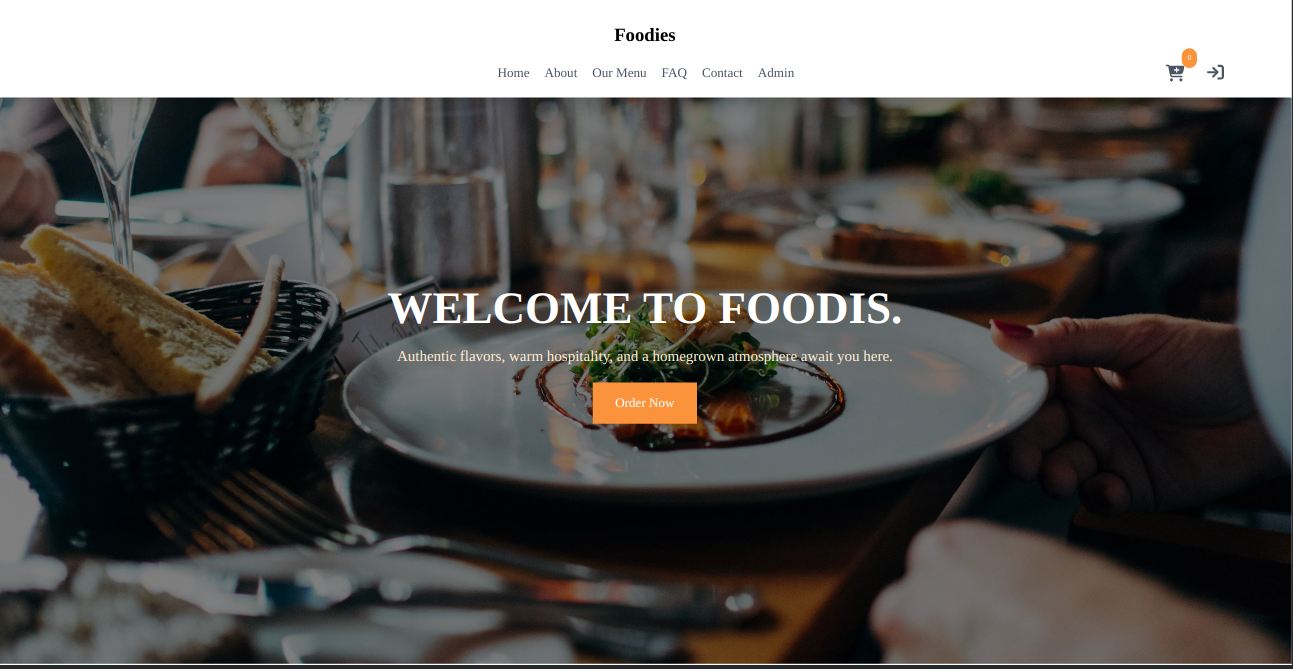 Foodies
Home About Our Menu FAQ Contact Admin
0
WELCOME TO FOODIS.
Authentic flavors, warm hospitality, and a homegrown atmosphere await you here.
Order Now